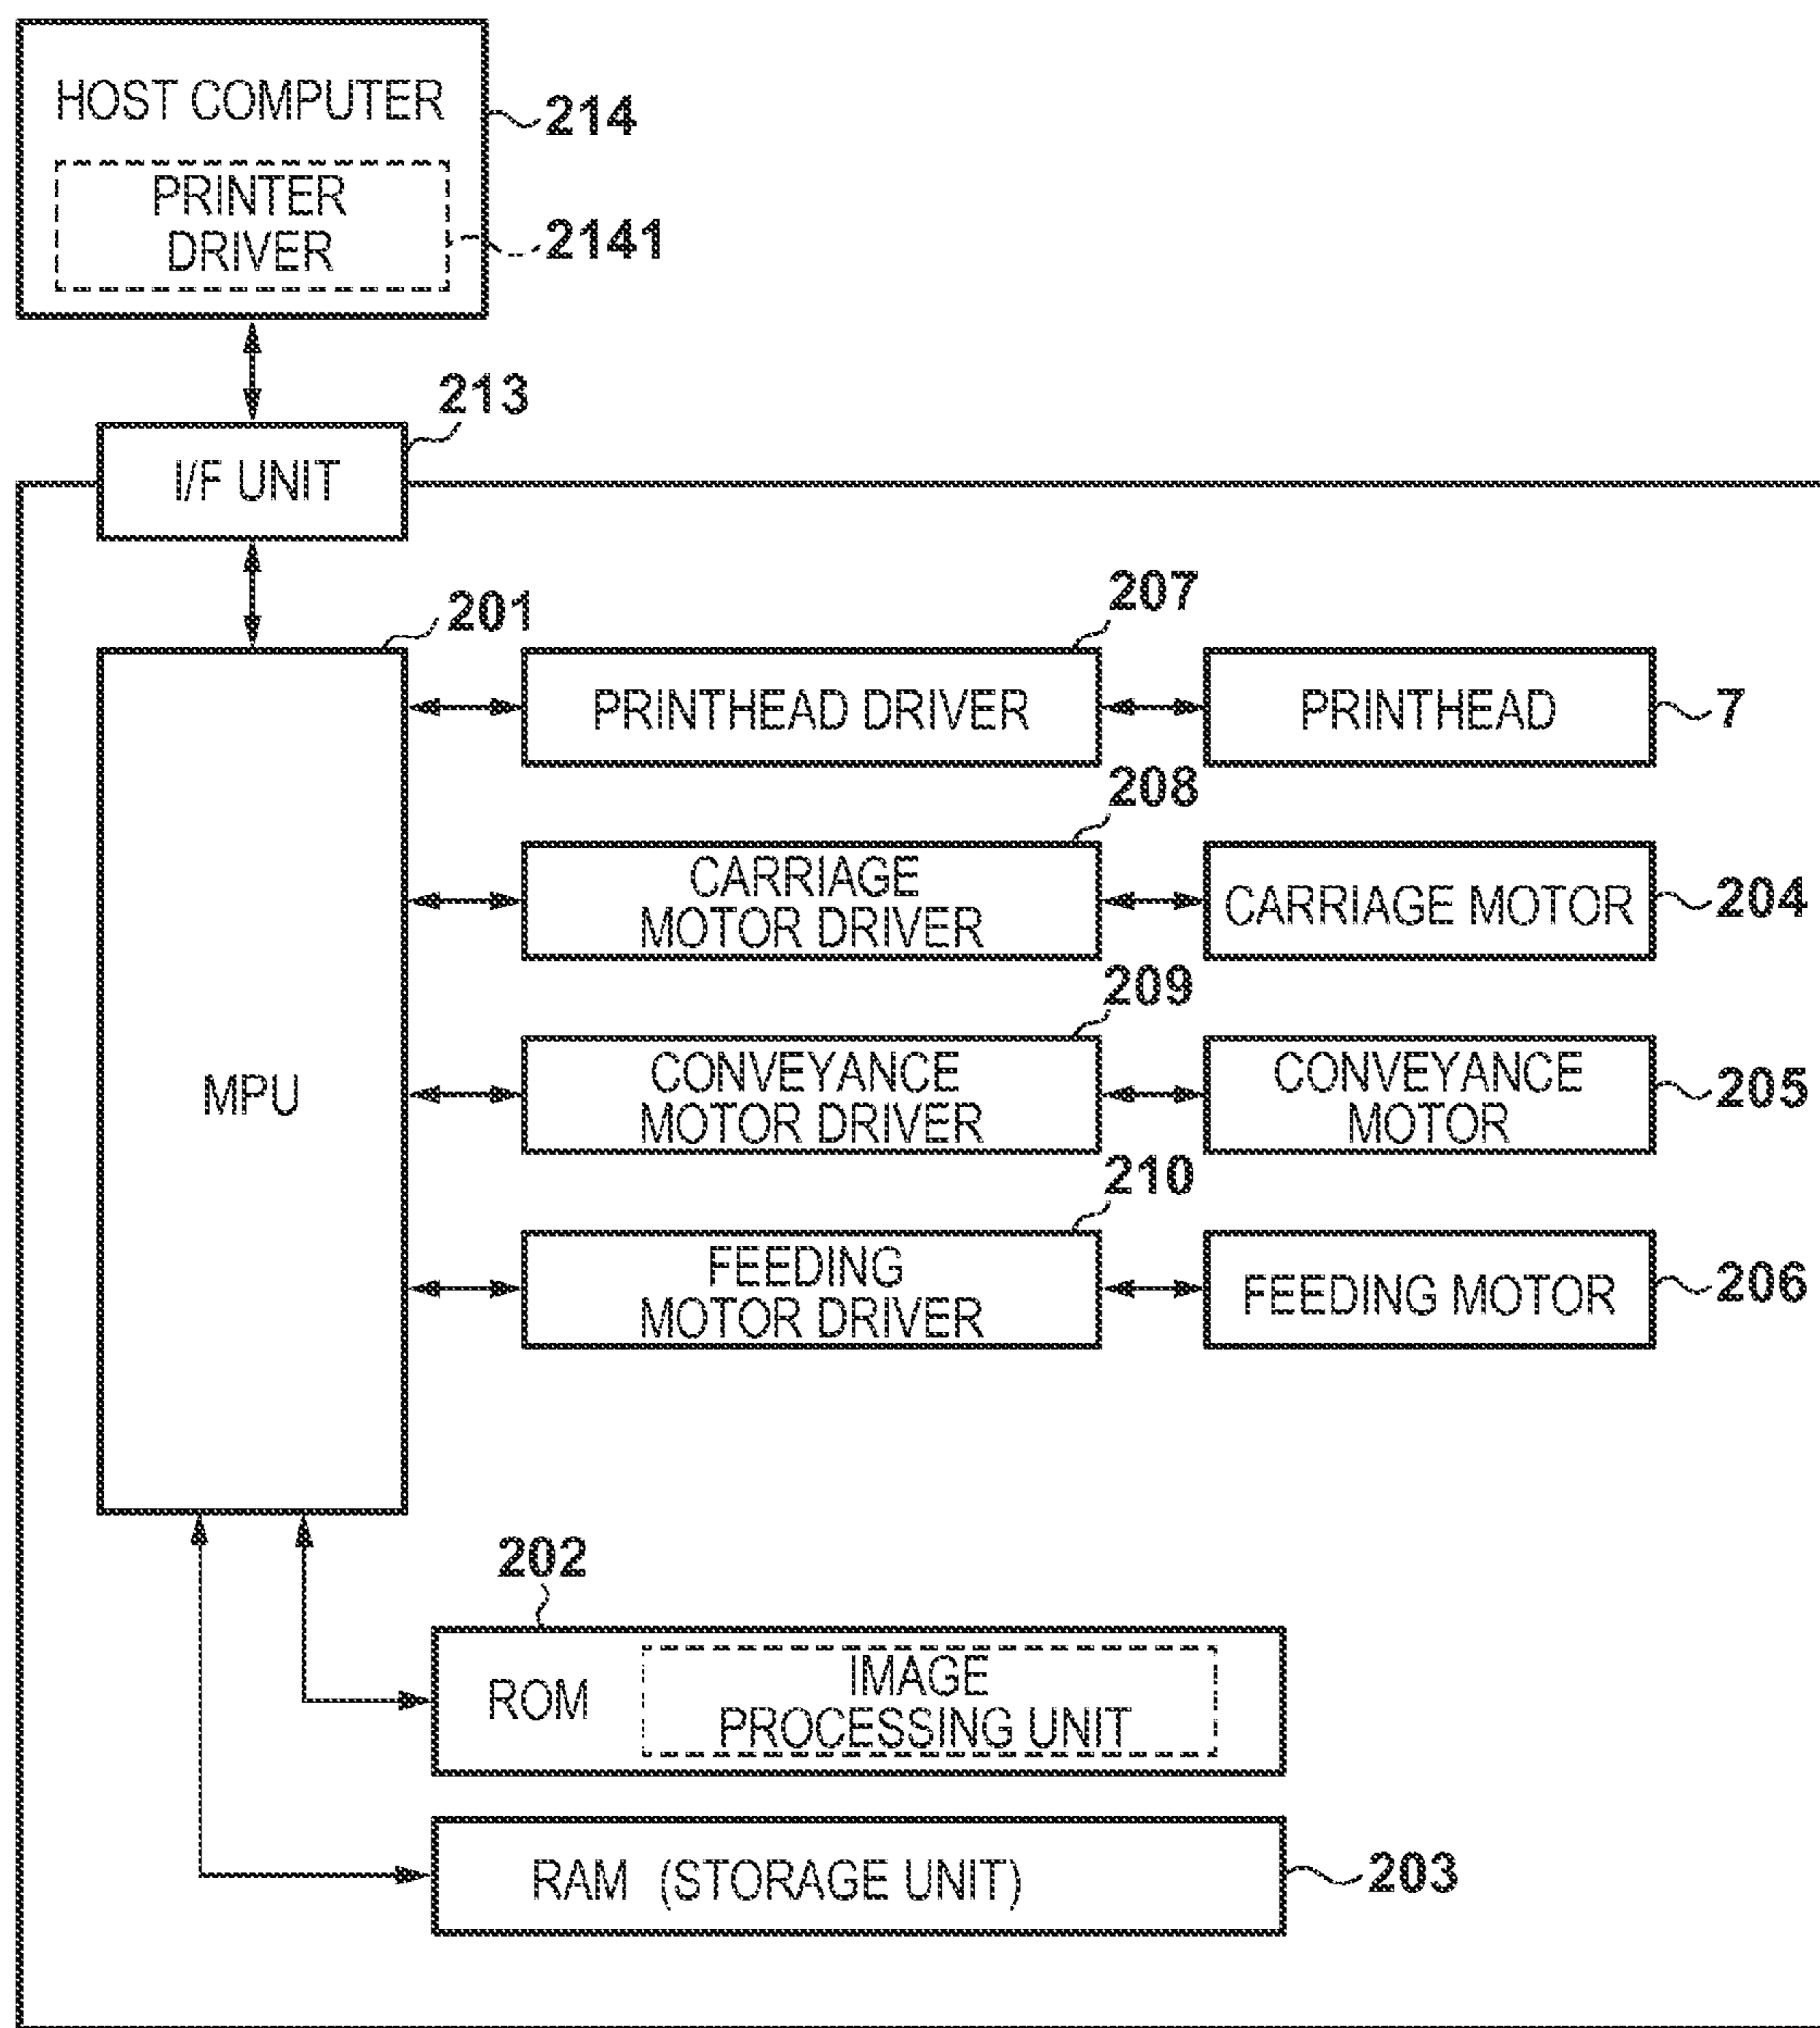 HOST COMPUTER
214
PRINTER
DRIVER
2141
213
I/F UNIT
201
207
PRINTHEAD DRIVER
PRINTHEAD
7
208
CARRIAGE
MOTOR DRIVER
CARRIAGE MOTOR
204
209
CONVEYANCE
MOTOR DRIVER
CONVEYANCE
MOTOR
205
MPU
210
FEEDING
MOTOR DRIVER
FEEDING MOTOR
206
202
ROM
IMAGE
PROCESSING UNIT
RAM (STORAGE UNIT)
203